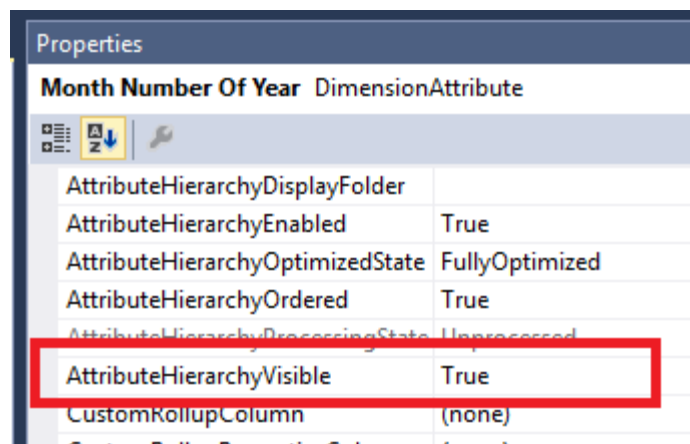 Properties
Month Number Of Year DimensionAttribute
AttributeHierarchyDisplayFolder
AttributeHierarchyEnabled True
AttributeHierarchyOptimizedState FullyOptimized
AttributeHierarchyOrdered True
AttributeHierarchyProcessingState Unprocessed
AttributeHierarchyVisible True
CustomRollupColumn (none)